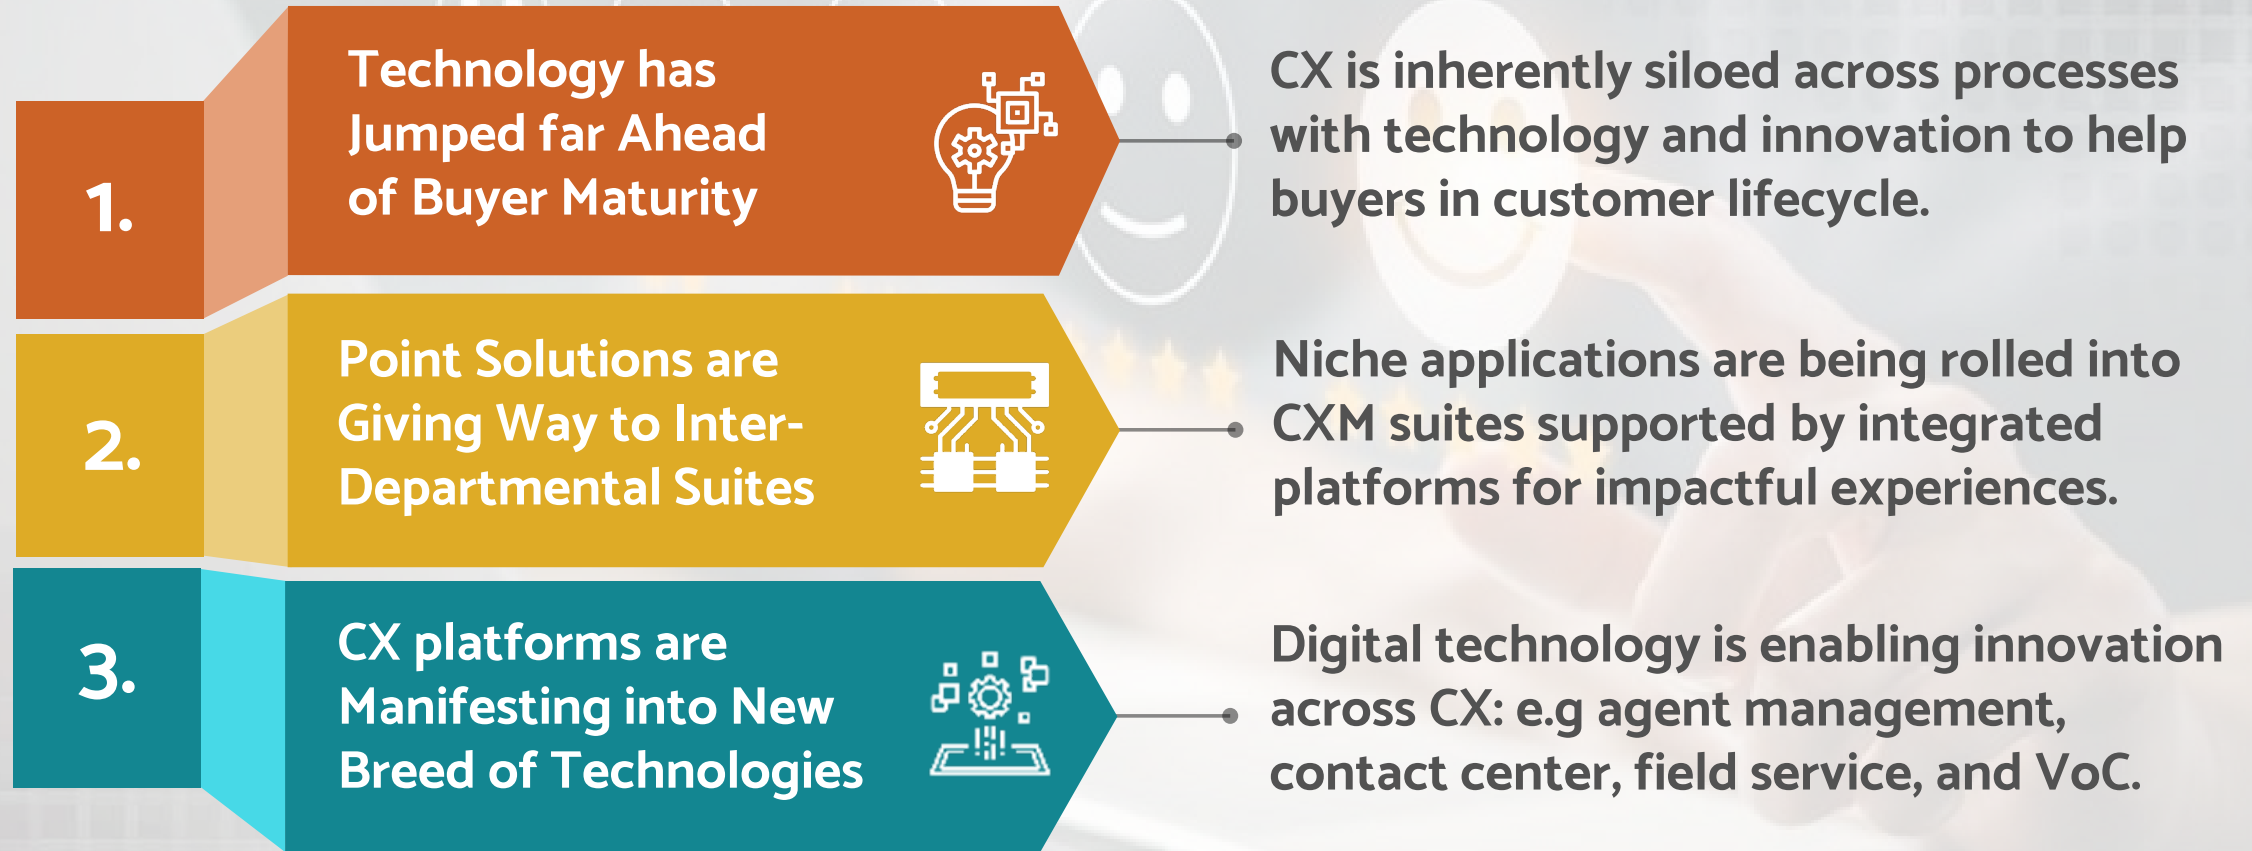 1.
Technology has
Jumped far Ahead
of Buyer Maturity
CX is inherently siloed across processes
with technology and innovation to help
buyers in customer lifecycle.
2.
Point Solutions are
Giving Way to Inter-
Departmental Suites
Niche applications are being rolled into
CXM suites supported by integrated
platforms for impactful experiences.
3.
CX platforms are
Manifesting into New
Breed of Technologies
Digital technology is enabling innovation
across CX: e.g agent management,
contact center, field service, and VoC.